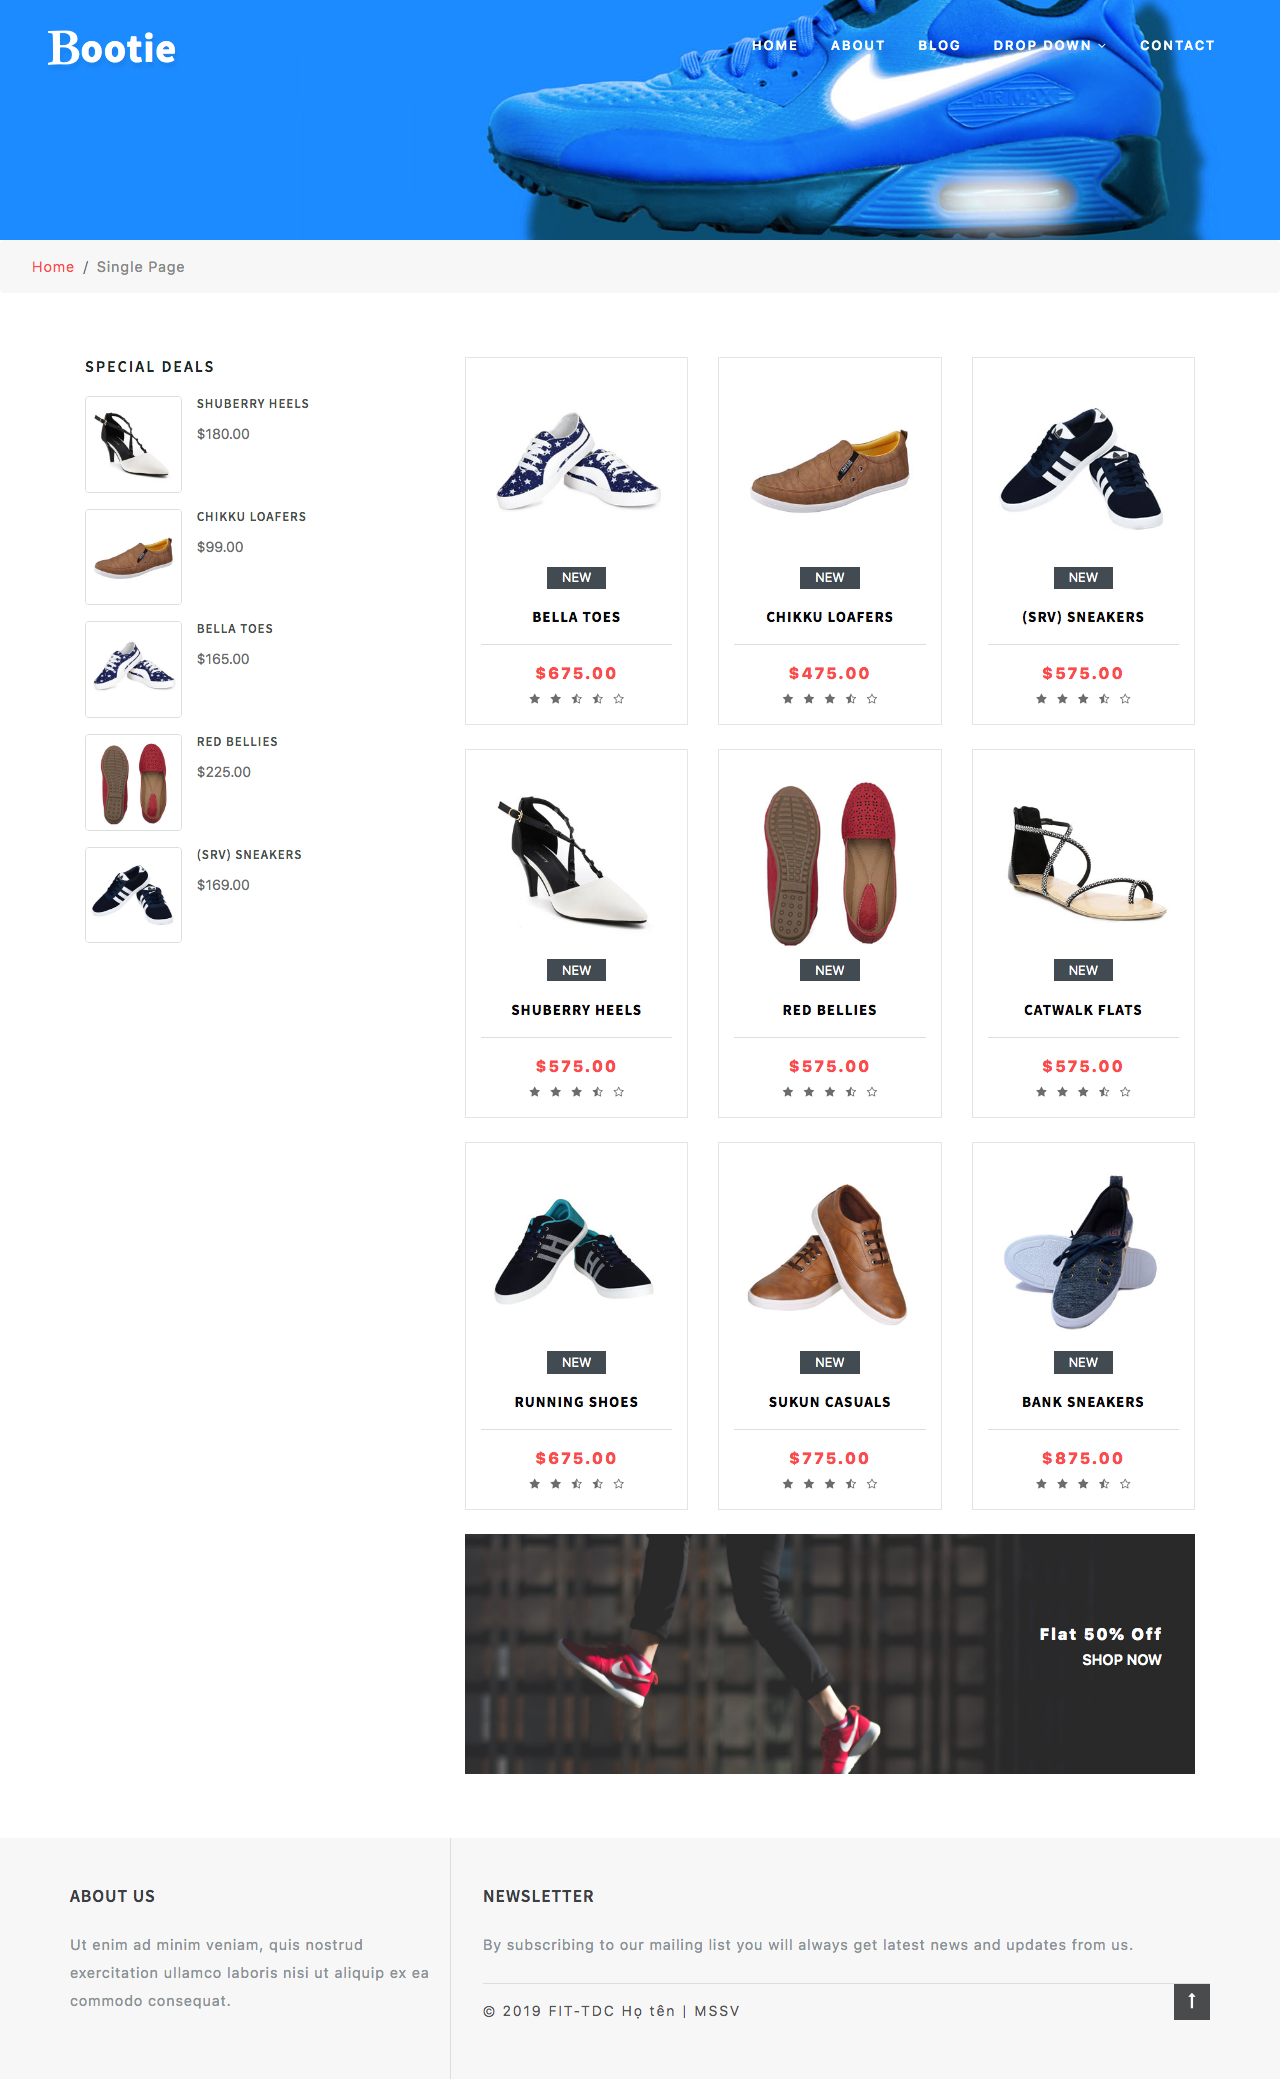 Bootie
HOME ABOUT BLOG DROP DOWN CONTACT
AIR MAX
Home / Single Page
SPECIAL DEALS
SHUBERRY HEELS
$180.00
CHIKKU LOAFERS
$99.00
BELLA TOES
$165.00
RED BELLIES
$225.00
(SRV) SNEAKERS
$169.00
NEW
BELLA TOES
$675.00
NEW
CHIKKU LOAFERS
$475.00
NEW
(SRV) SNEAKERS
$575.00
NEW
SHUBERRY HEELS
$575.00
NEW
RED BELLIES
$575.00
NEW
CATWALK FLATS
$575.00
NEW
RUNNING SHOES
$675.00
NEW
SUKUN CASUALS
$775.00
NEW
BANK SNEAKERS
$875.00
Flat 50% Off
SHOP NOW
ABOUT US
Ut enim ad minim veniam, quis nostrud
exercitation ullamco laboris nisi ut aliquip ex ea
commodo consequat.
NEWSLETTER
By subscribing to our mailing list you will always get latest news and updates from us.
© 2019 FIT-TDC Họ tên | MSSV